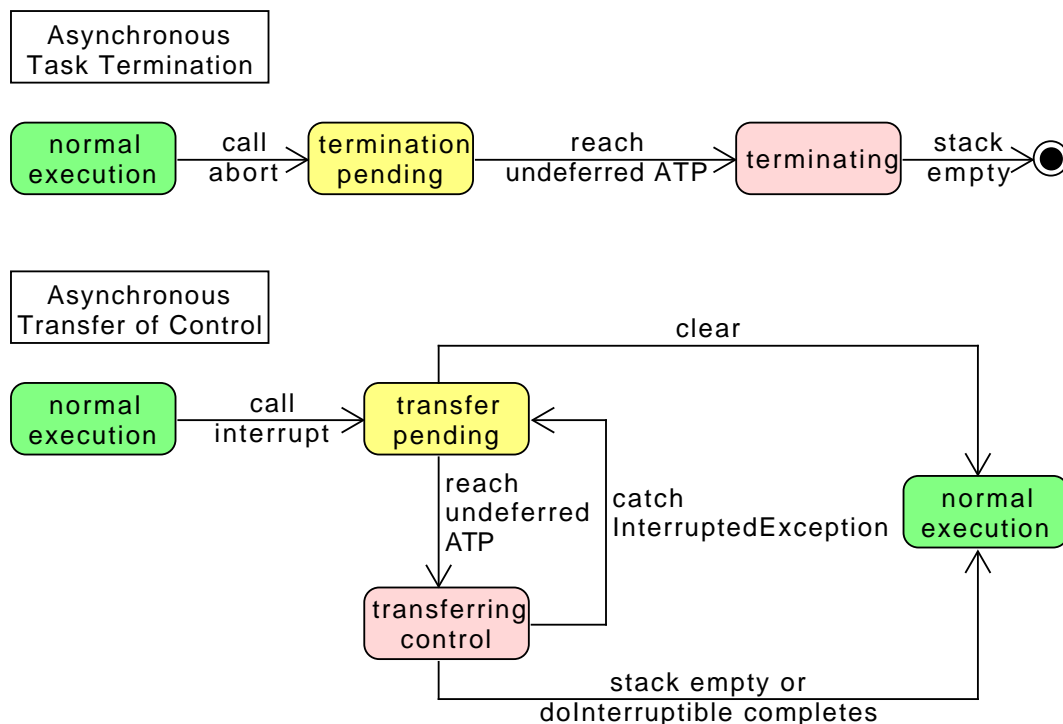 Asynchronous
Task Termination
normal
execution
call
abort
termination
pending
reach
undeferred ATP
terminating
stack
empty
Asynchronous
Transfer of Control
clear
normal
execution
call
interrupt
transfer
pending
reach
undeferred
ATP
catch
InterruptedException
normal
execution
transferring
control
stack empty or
doInterruptible completes